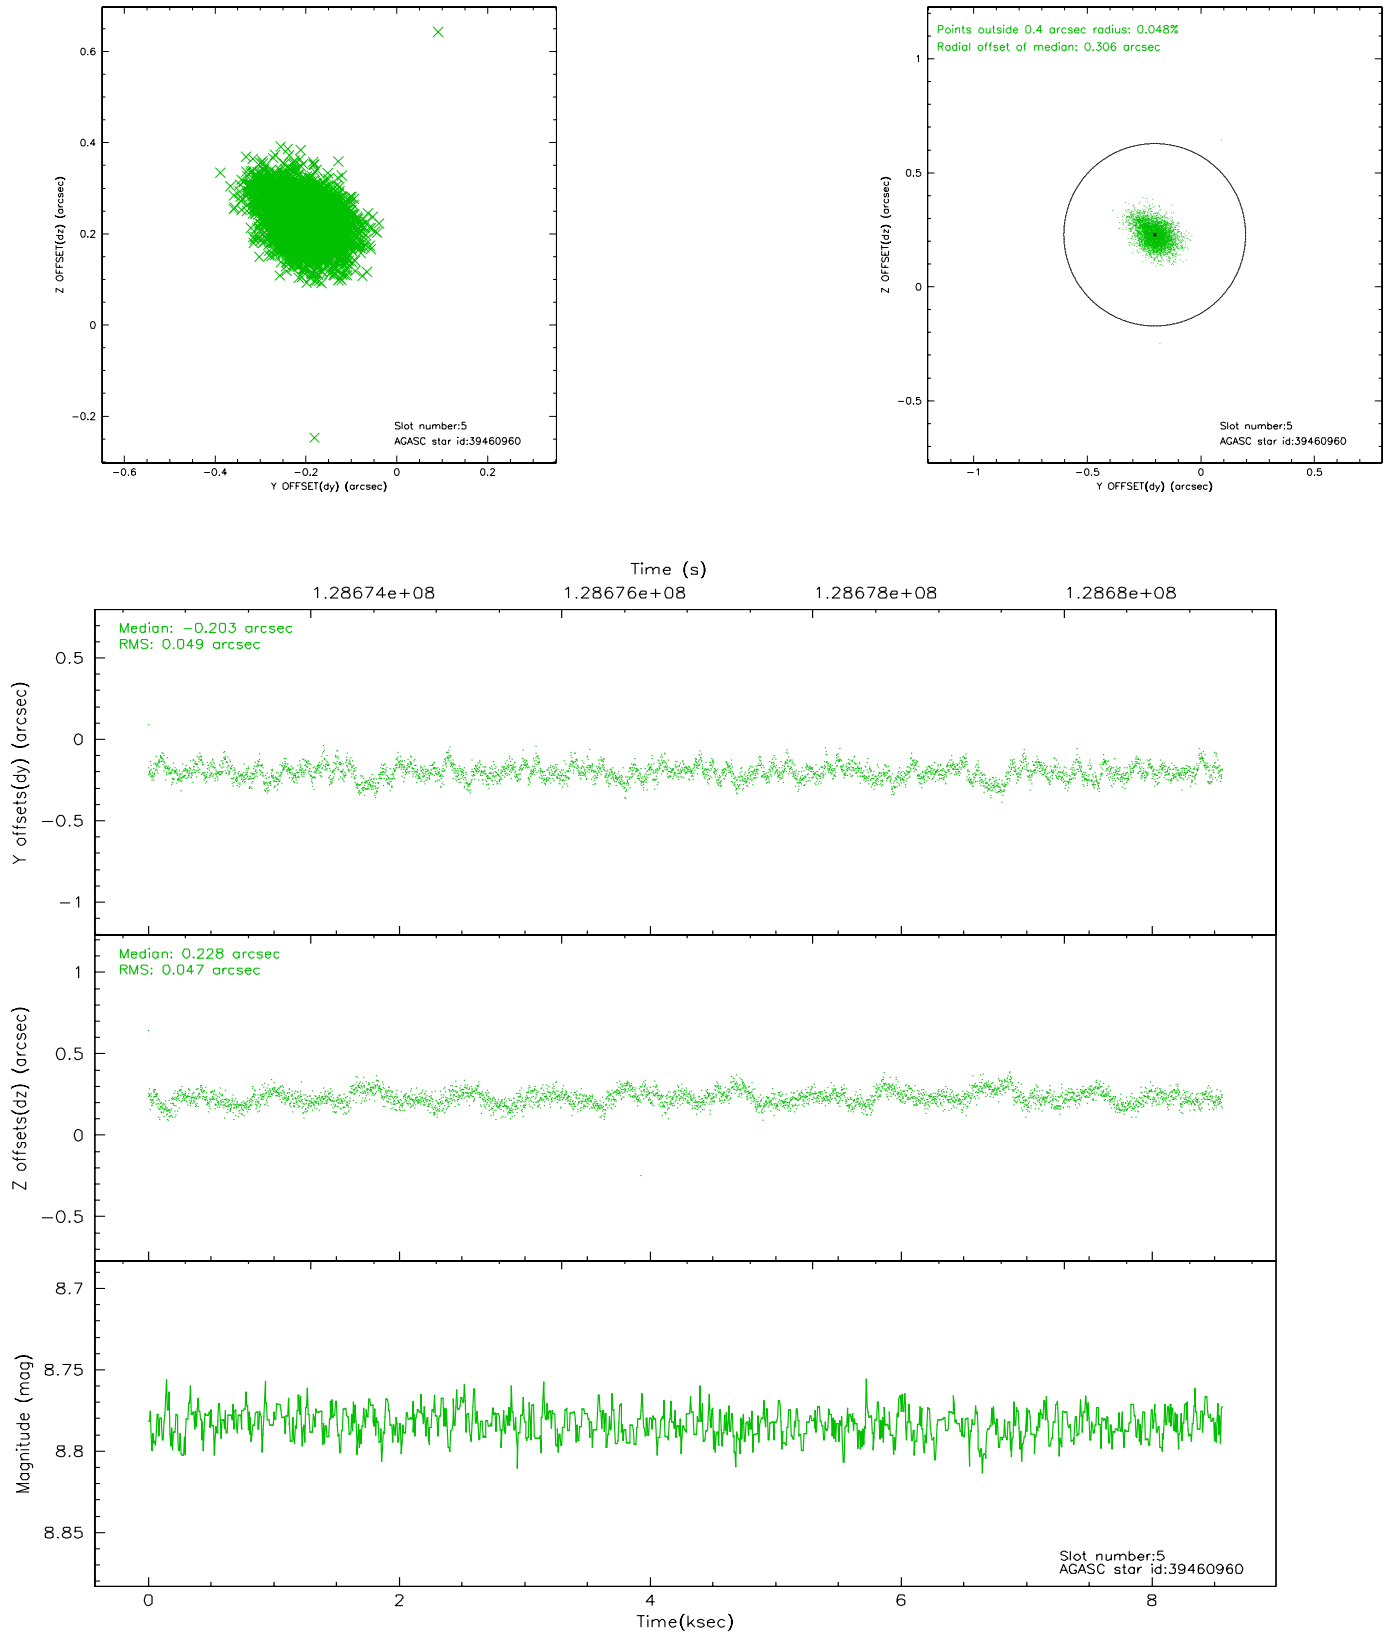 0.6
0.4
0.2
0
−0.2
Z OFFSET(dz) (arcsec)
−0.6
−0.4
−0.2
0
0.2
Y OFFSET(dy) (arcsec)
Slot number:5
AGASC star id:39460960
Points outside 0.4 arcsec radius: 0.048%
Radial offset of median: 0.306 arcsec
1
0.5
0
−0.5
Z OFFSET(dz) (arcsec)
−1
−0.5
0
0.5
Y OFFSET(dy) (arcsec)
Slot number:5
AGASC star id:39460960
Time (s)
1.28674e+08
1.28676e+08
1.28678e+08
1.2868e+08
Median: −0.203 arcsec
RMS: 0.049 arcsec
0.5
0
−0.5
−1
Y offsets(dy) (arcsec)
Median: 0.228 arcsec
RMS: 0.047 arcsec
1
0.5
0
−0.5
Z offsets(dz) (arcsec)
8.7
8.75
8.8
8.85
Magnitude (mag)
Slot number:5
AGASC star id:39460960
0
2
4
6
8
Time(ksec)